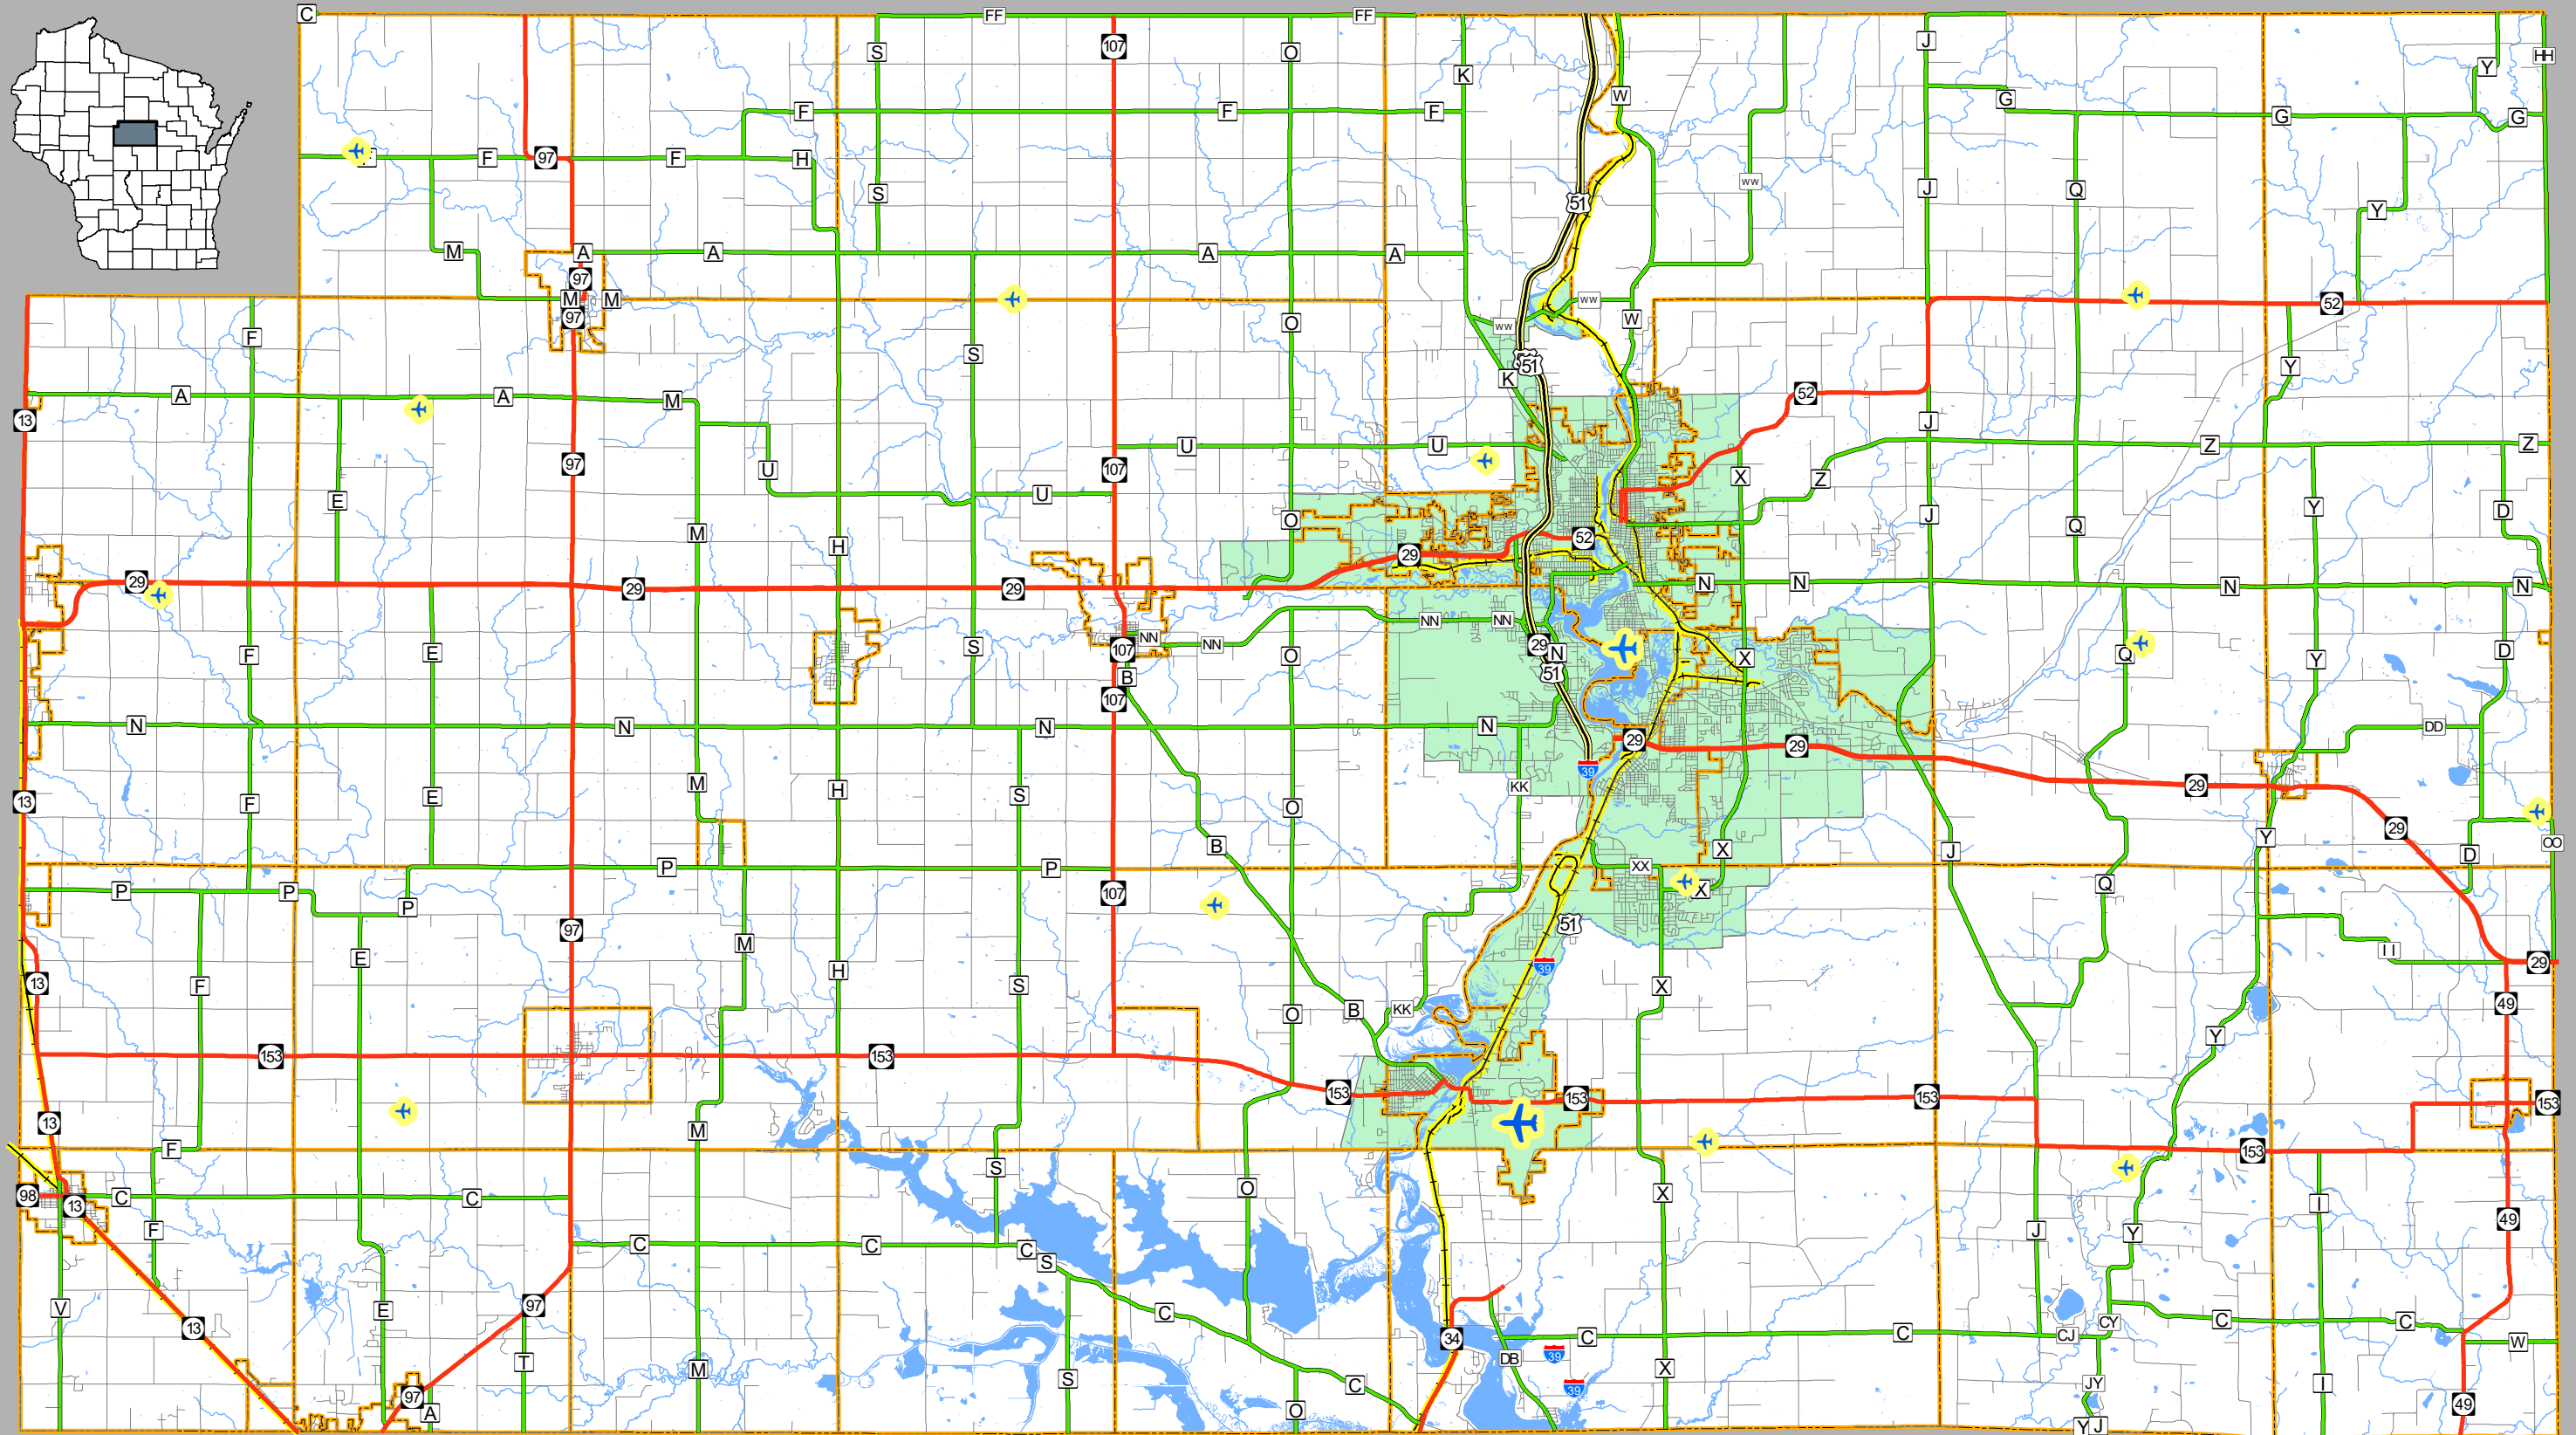 C FF FF
107
S O K J HH Y
W G
F F F G G
F F 97 F H
WW
S 51 J Q Y
M A A A A A
97
M M WW 52
97 W
F WW
S O
51 Y
K
A A M 52
13 J
U U Z Z
97 U 107 X
Z
E U Y D
O J Q
M H 52
29
29 29 29 N N N N
NN NN NN NN
F E S 107 O 29 N X Q Y D
B 51
107
N N N N DD
29 29
39
13 F E M H S O KK 29
Y 29
B J D OO
X
P P XX
P P 107 X Q
P
97 51
M
E II
H 39 29
13 F S X
49
O B KK
Y
153 153
153 153 153 153
13 M
F 153
S
98 C C O X I
13 49
F J Y
C C C
S
V E 97 C CY C
13 34 C C CJ W
39
T DB
M S C 39 X JY I
97 A O 49
Y J